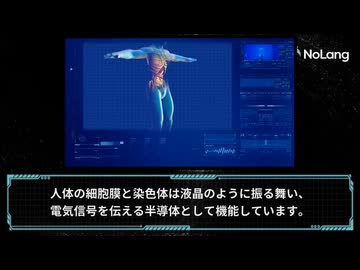 NoLang
人体の細胞膜と染色体は液晶のように振る舞い、
電気信号を伝える半導体として機能しています。